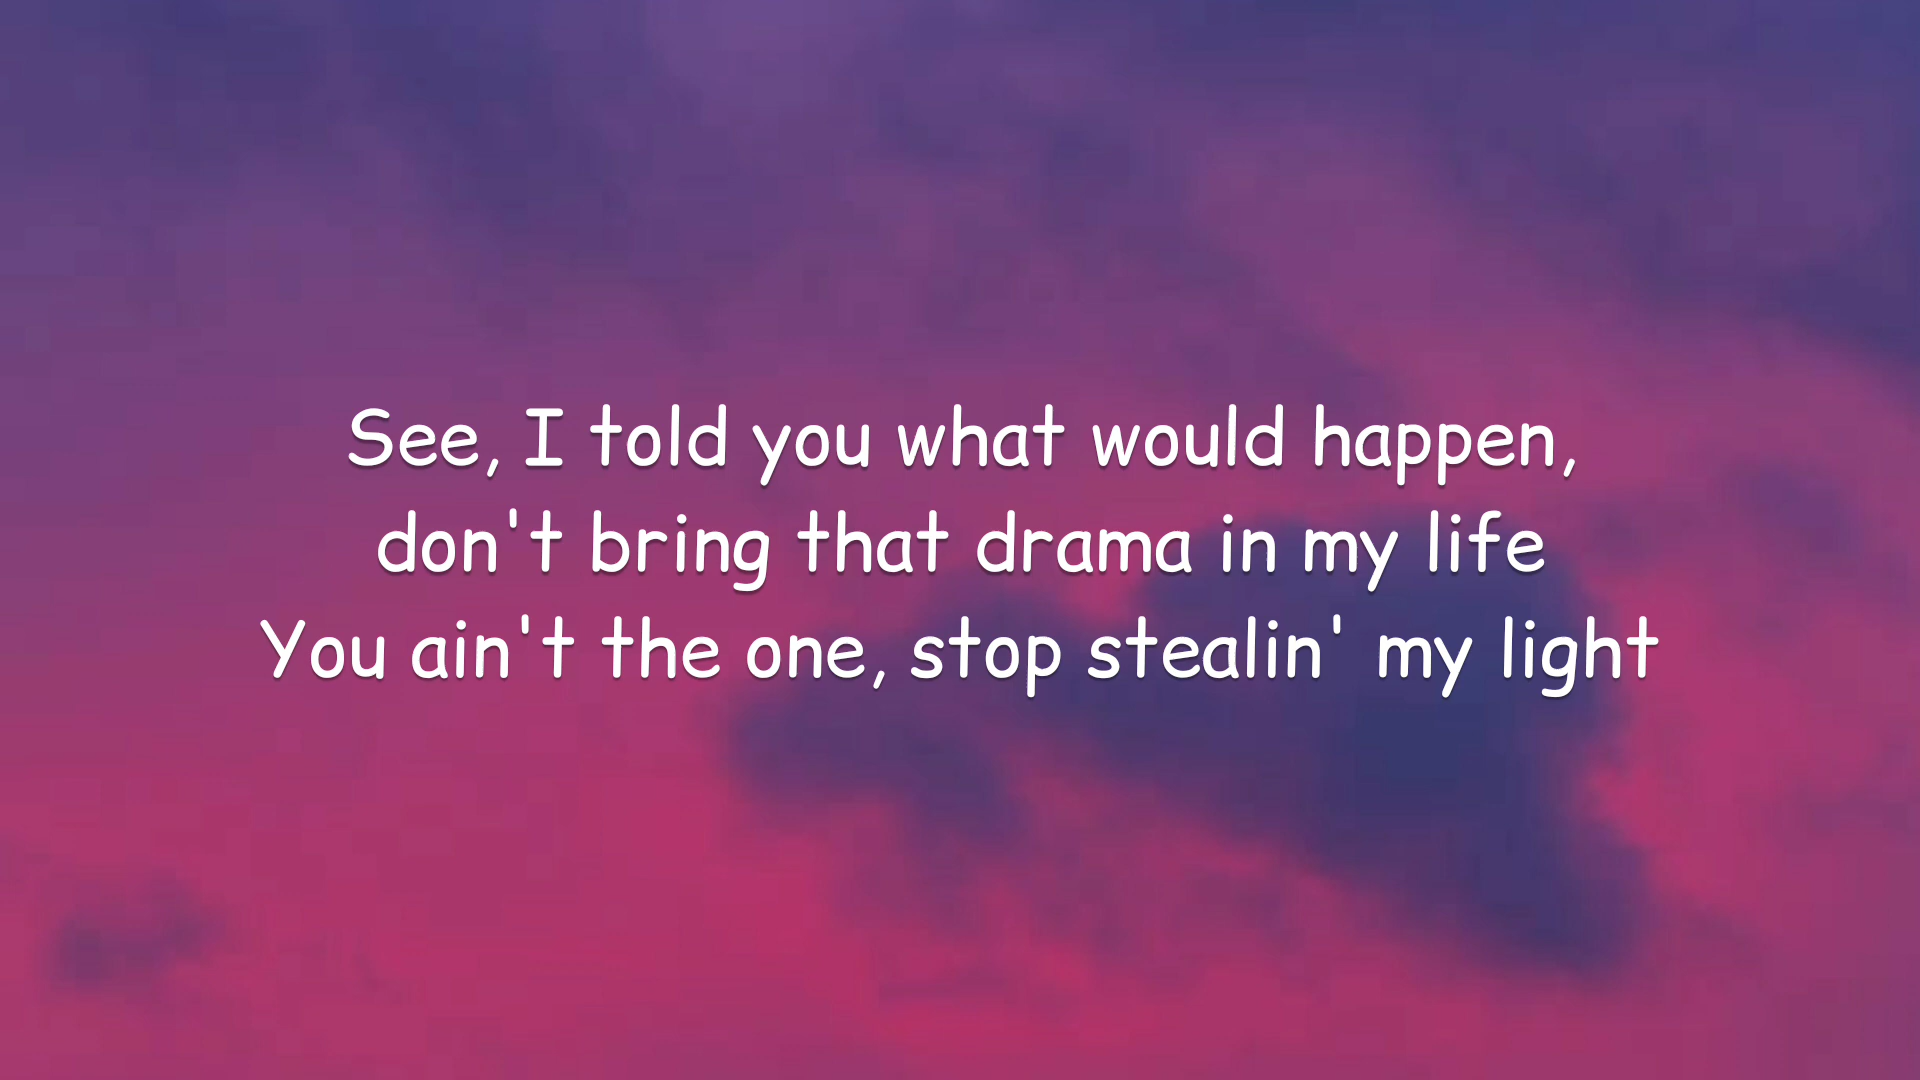 See, I told you what would happen,
don't bring that drama in my life
You ain't the one, stop stealin' my light